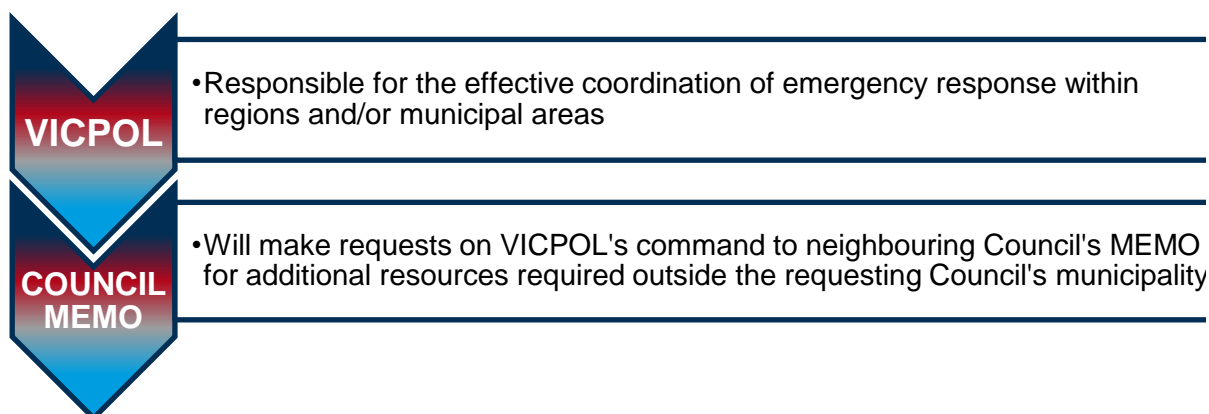 VICPOL
•Responsible for the effective coordination of emergency response within
regions and/or municipal areas
COUNCIL
MEMO
•Will make requests on VICPOL's command to neighbouring Council's MEMO
for additional resources required outside the requesting Council's municipality